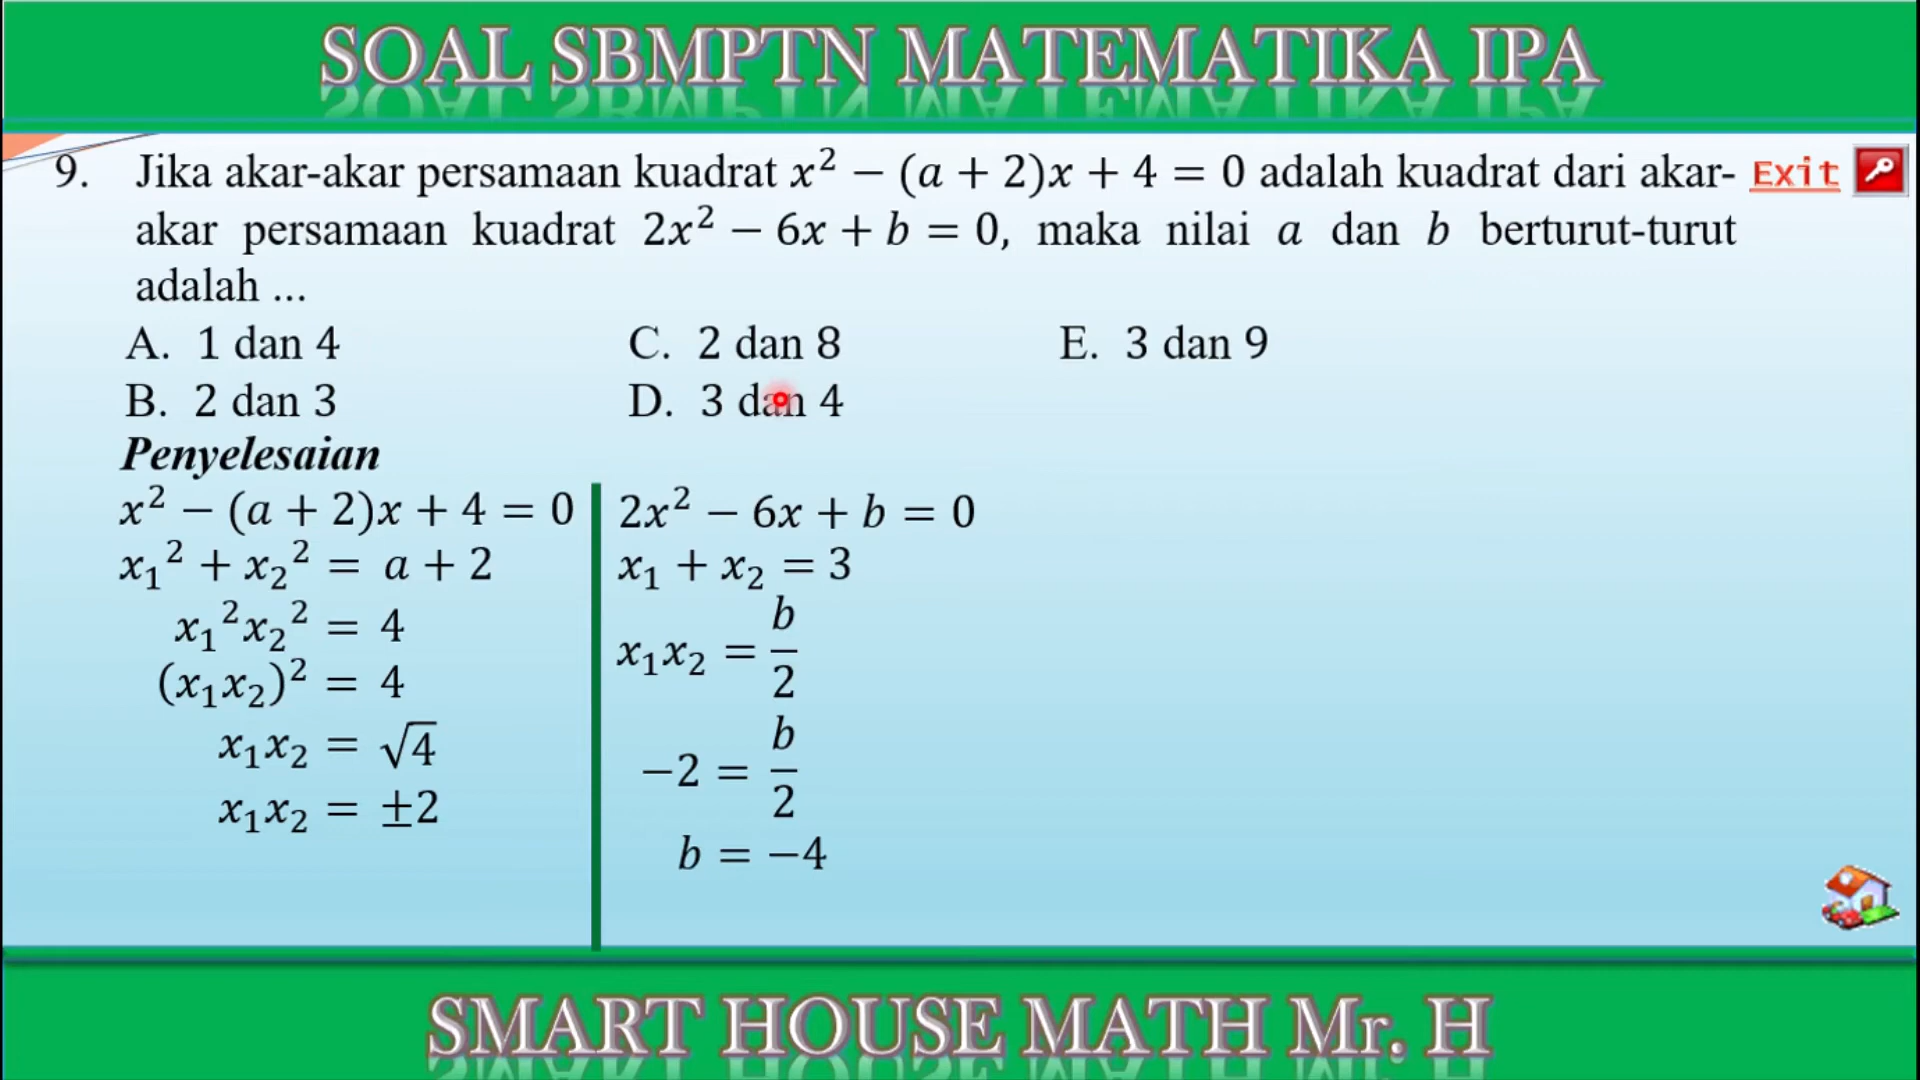 SOAL SBMPTN MATEMATIKA IPA
9. Jika akar-akar persamaan kuadrat x² − (a + 2)x + 4 = 0 adalah kuadrat dari akar-
Exit
akar persamaan kuadrat 2x² − 6x + b = 0, maka nilai a dan b berturut-turut
adalah ...
A. 1 dan 4
C. 2 dan 8
E. 3 dan 9
B. 2 dan 3
D. 3 dan 4
Penyelesaian
x² − (a + 2)x + 4 = 0
x₁² + x₂² = a + 2
x₁²x₂² = 4
(x₁x₂)² = 4
x₁x₂ = √4
x₁x₂ = ±2
2x² − 6x + b = 0
x₁ + x₂ = 3
x₁x₂ = b/2
−2 = b/2
b = −4
SMART HOUSE MATH Mr. H